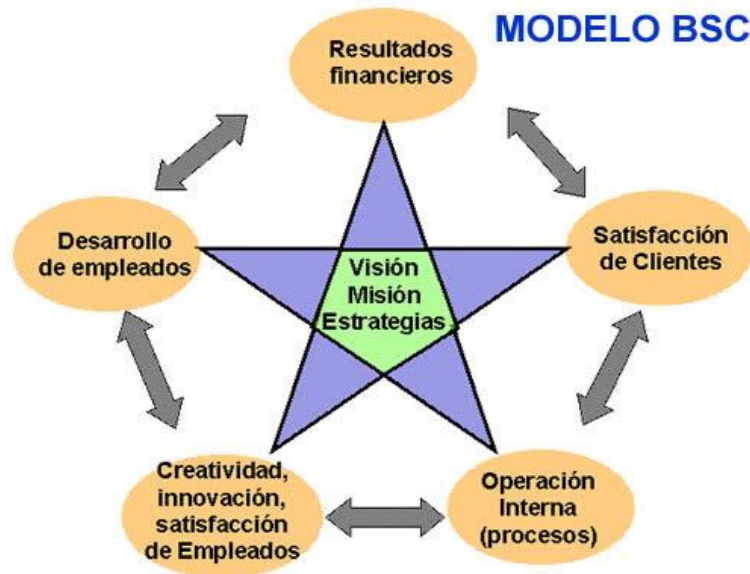 MODELO BSC
Resultados
financieros
Desarrollo
de empleados
Satisfacción
de Clientes
Visión
Misión
Estrategias
Creatividad,
innovación,
satisfacción
de Empleados
Operación
Interna
(procesos)